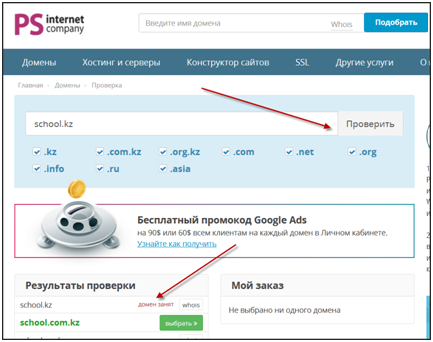 PS internet company
Введите имя домена Whois Подобрать
Домены Хостинг и серверы Конструктор сайтов SSL Другие услуги О
Главная Домены Проверка
school.kz Проверить
.kz .com.kz .org.kz .com .net .org
.info .ru .asia
Бесплатный промокод Google Ads
на 90$ или 60$ всем клиентам на каждый домен в Личном кабинете.
Узнайте как получить
Результаты проверки Мой заказ
school.kz домен занят whois Не выбрано ни одного домена
school.com.kz выбрать >